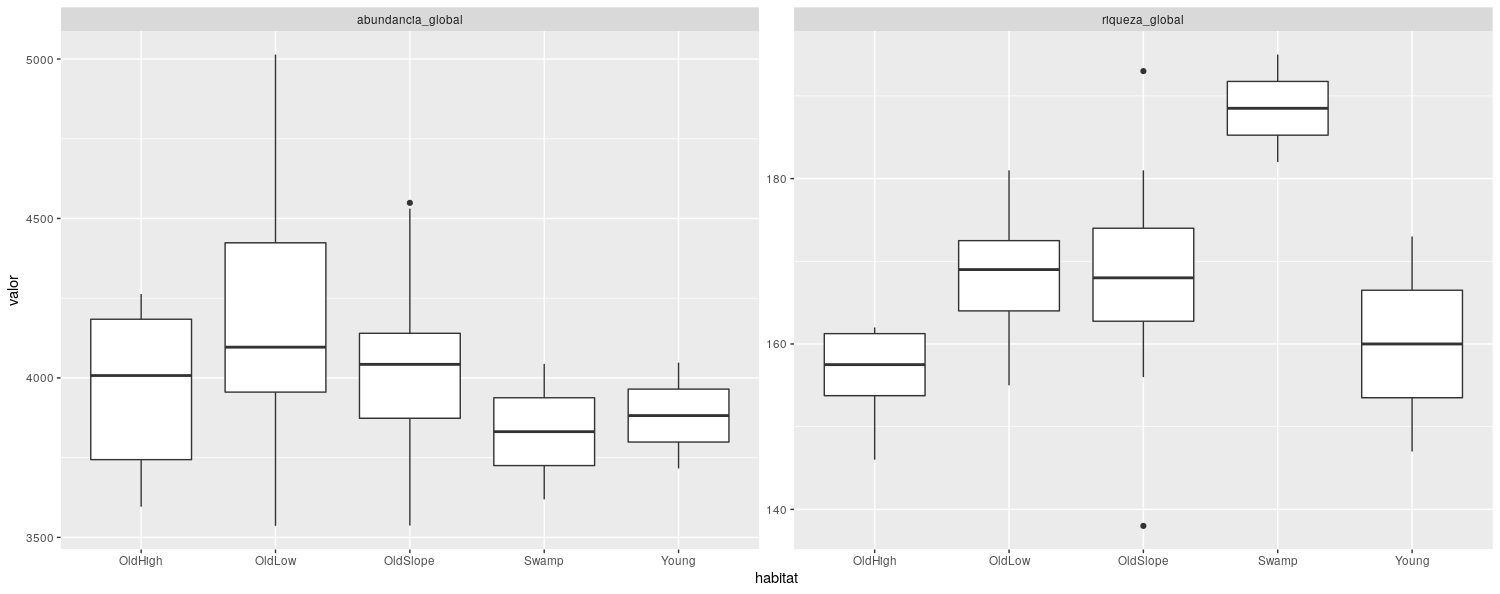 abundancia_global
riqueza_global
valor
5000
4500
4000
3500
180
160
140
OldHigh
OldLow
OldSlope
Swamp
Young
OldHigh
OldLow
OldSlope
Swamp
Young
habitat